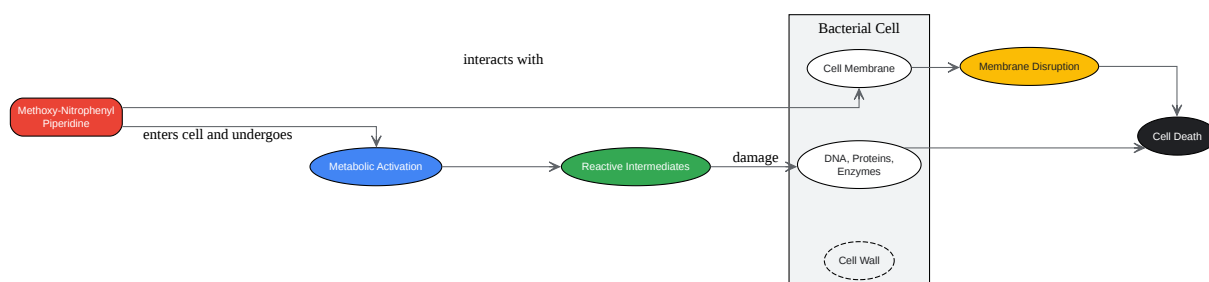 Bacterial Cell
interacts with
Cell Membrane
Membrane Disruption
Methoxy-Nitrophenyl
Piperidine
enters cell and undergoes
Cell Death
Metabolic Activation
Reactive Intermediates
damage
DNA, Proteins,
Enzymes
Cell Wall